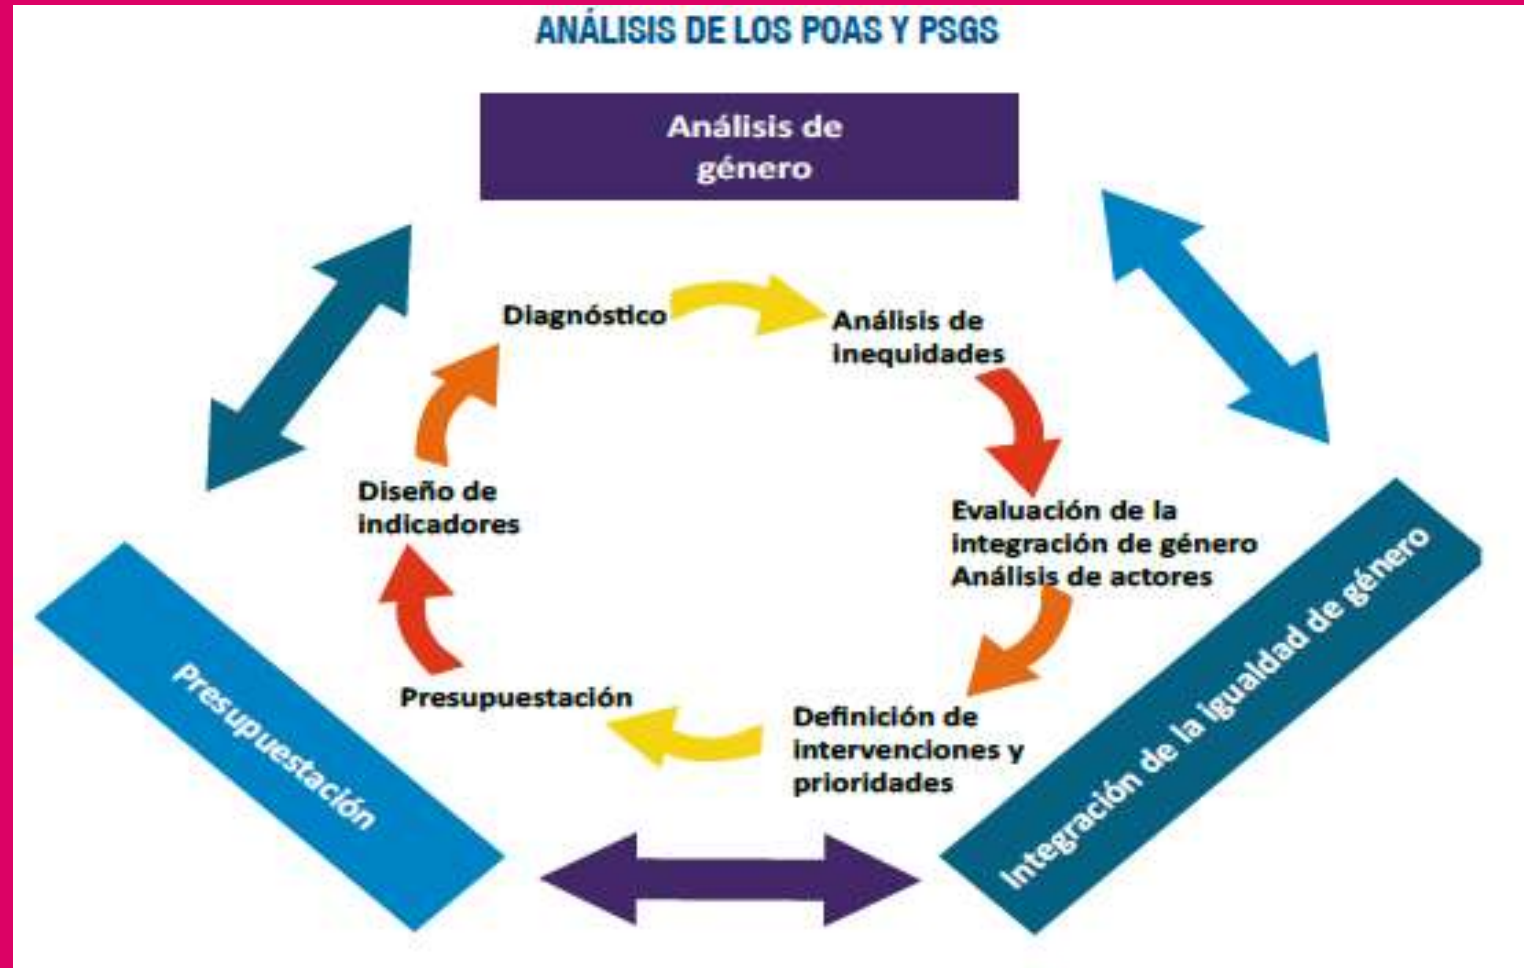 ANÁLISIS DE LOS POAS Y PSGS
Análisis de
género
Diagnóstico
Análisis de
inequidades
Evaluación de la
integración de género
Análisis de actores
Definición de
intervenciones y
prioridades
Presupuestación
Diseño de
indicadores
Integración de la igualdad de género
Presupuestación